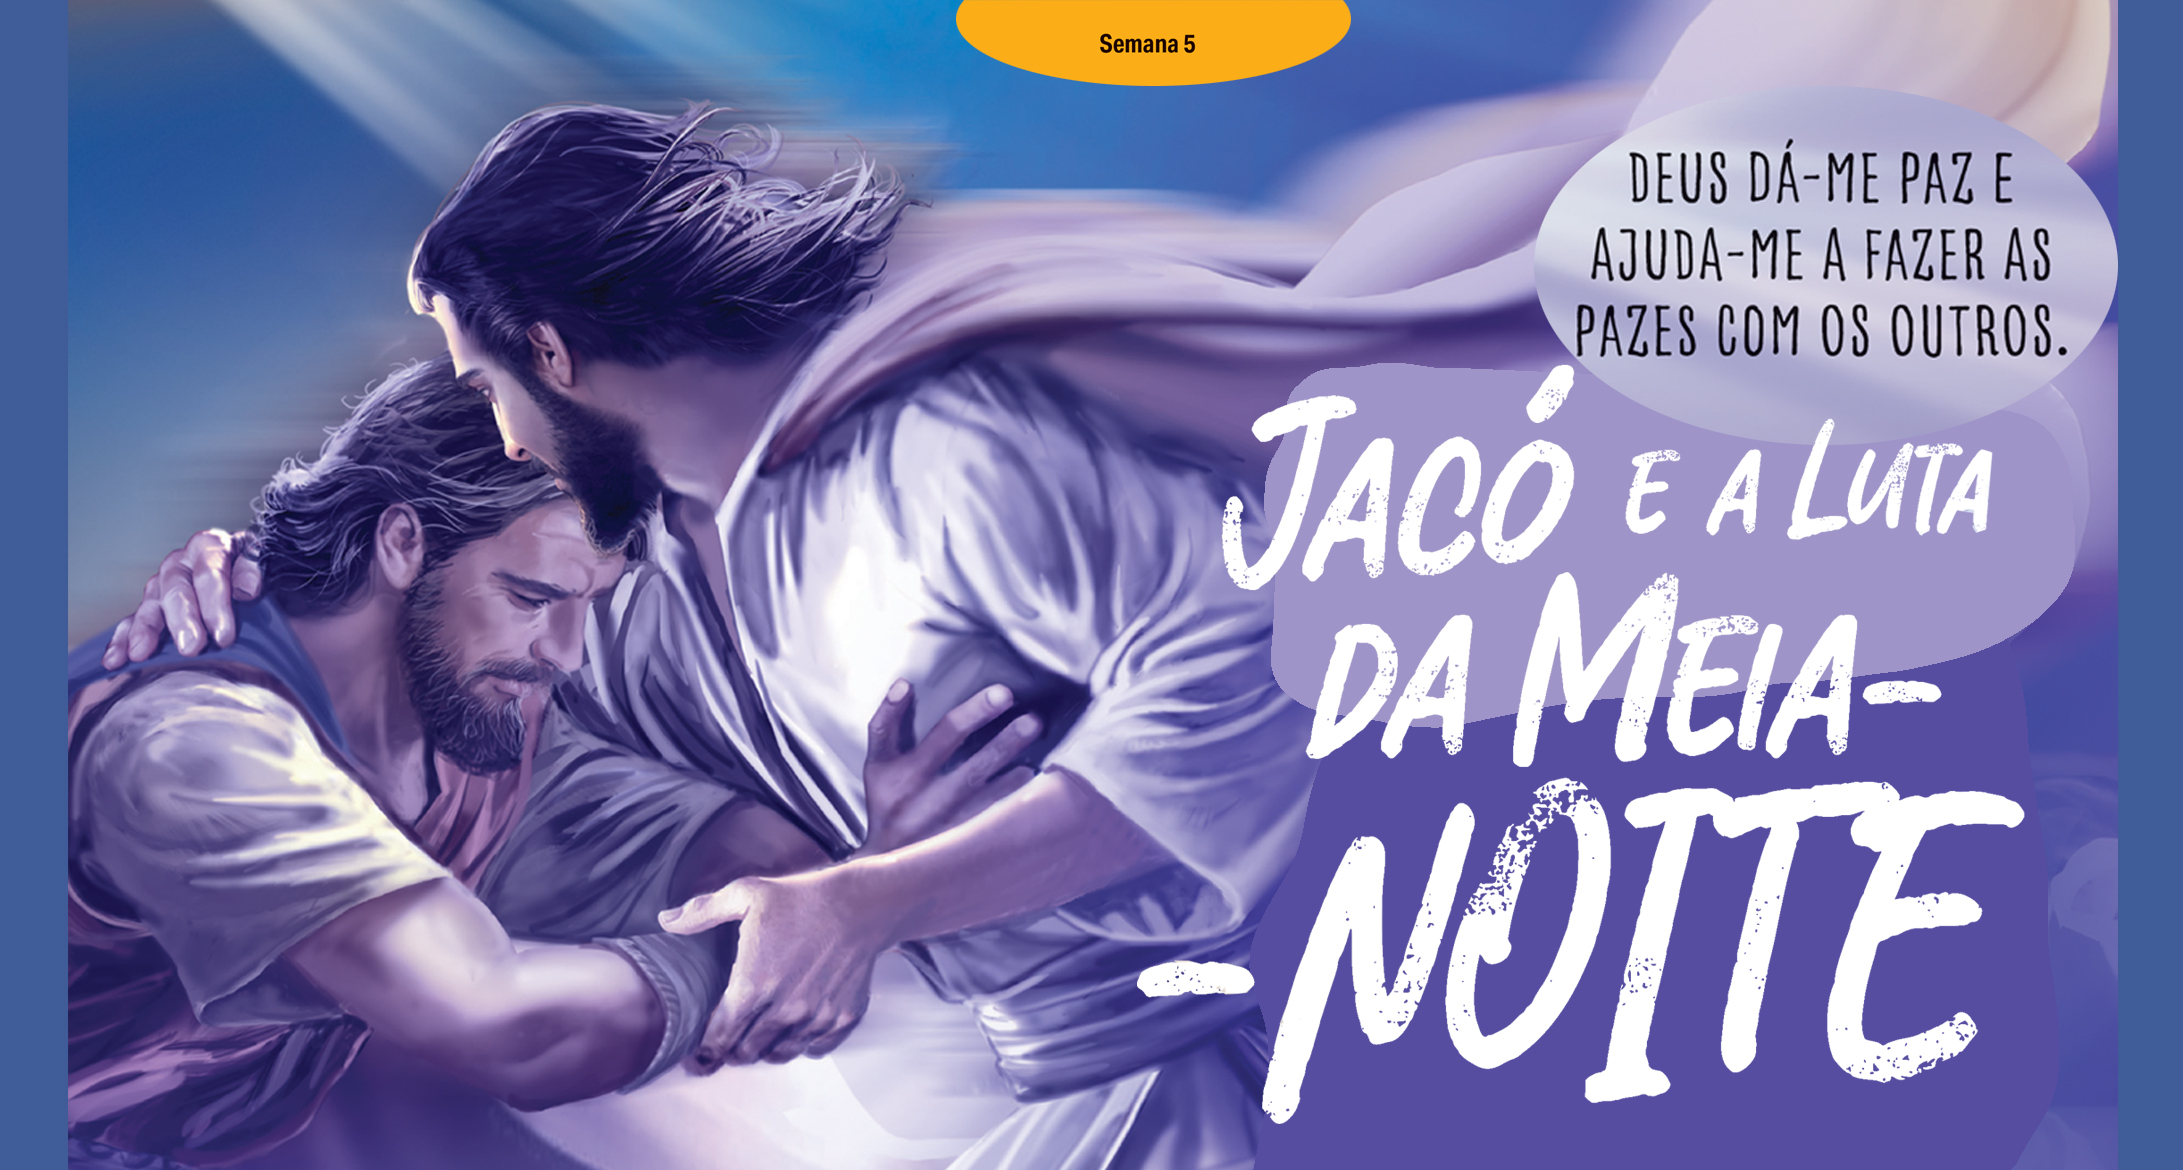 Semana 5
DEUS DÁ-ME PAZ E
AJUDA-ME A FAZER AS
PAZES COM OS OUTROS.
JACÓ E A LUTA
DA MEIA-
-NOITE